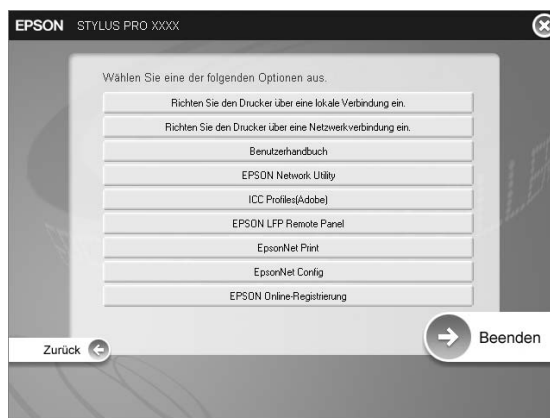 EPSON STYLUS PRO XXXX
Wählen Sie eine der folgenden Optionen aus.
Richten Sie den Drucker über eine lokale Verbindung ein.
Richten Sie den Drucker über eine Netzwerkverbindung ein.
Benutzerhandbuch
EPSON Network Utility
ICC Profiles(Adobe)
EPSON LFP Remote Panel
EpsonNet Print
EpsonNet Config
EPSON Online-Registrierung
Zurück
Beenden